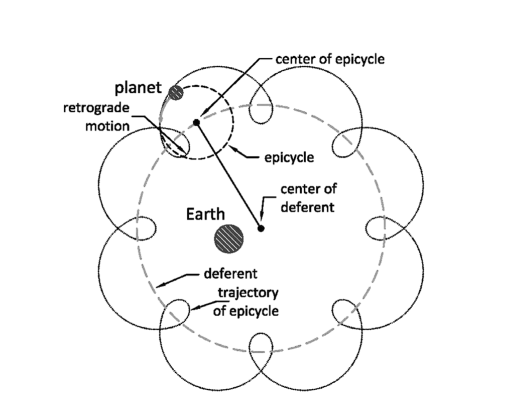 center of epicycle
planet
retrograde
motion
epicycle
center of
deferent
Earth
deferent
trajectory
of epicycle